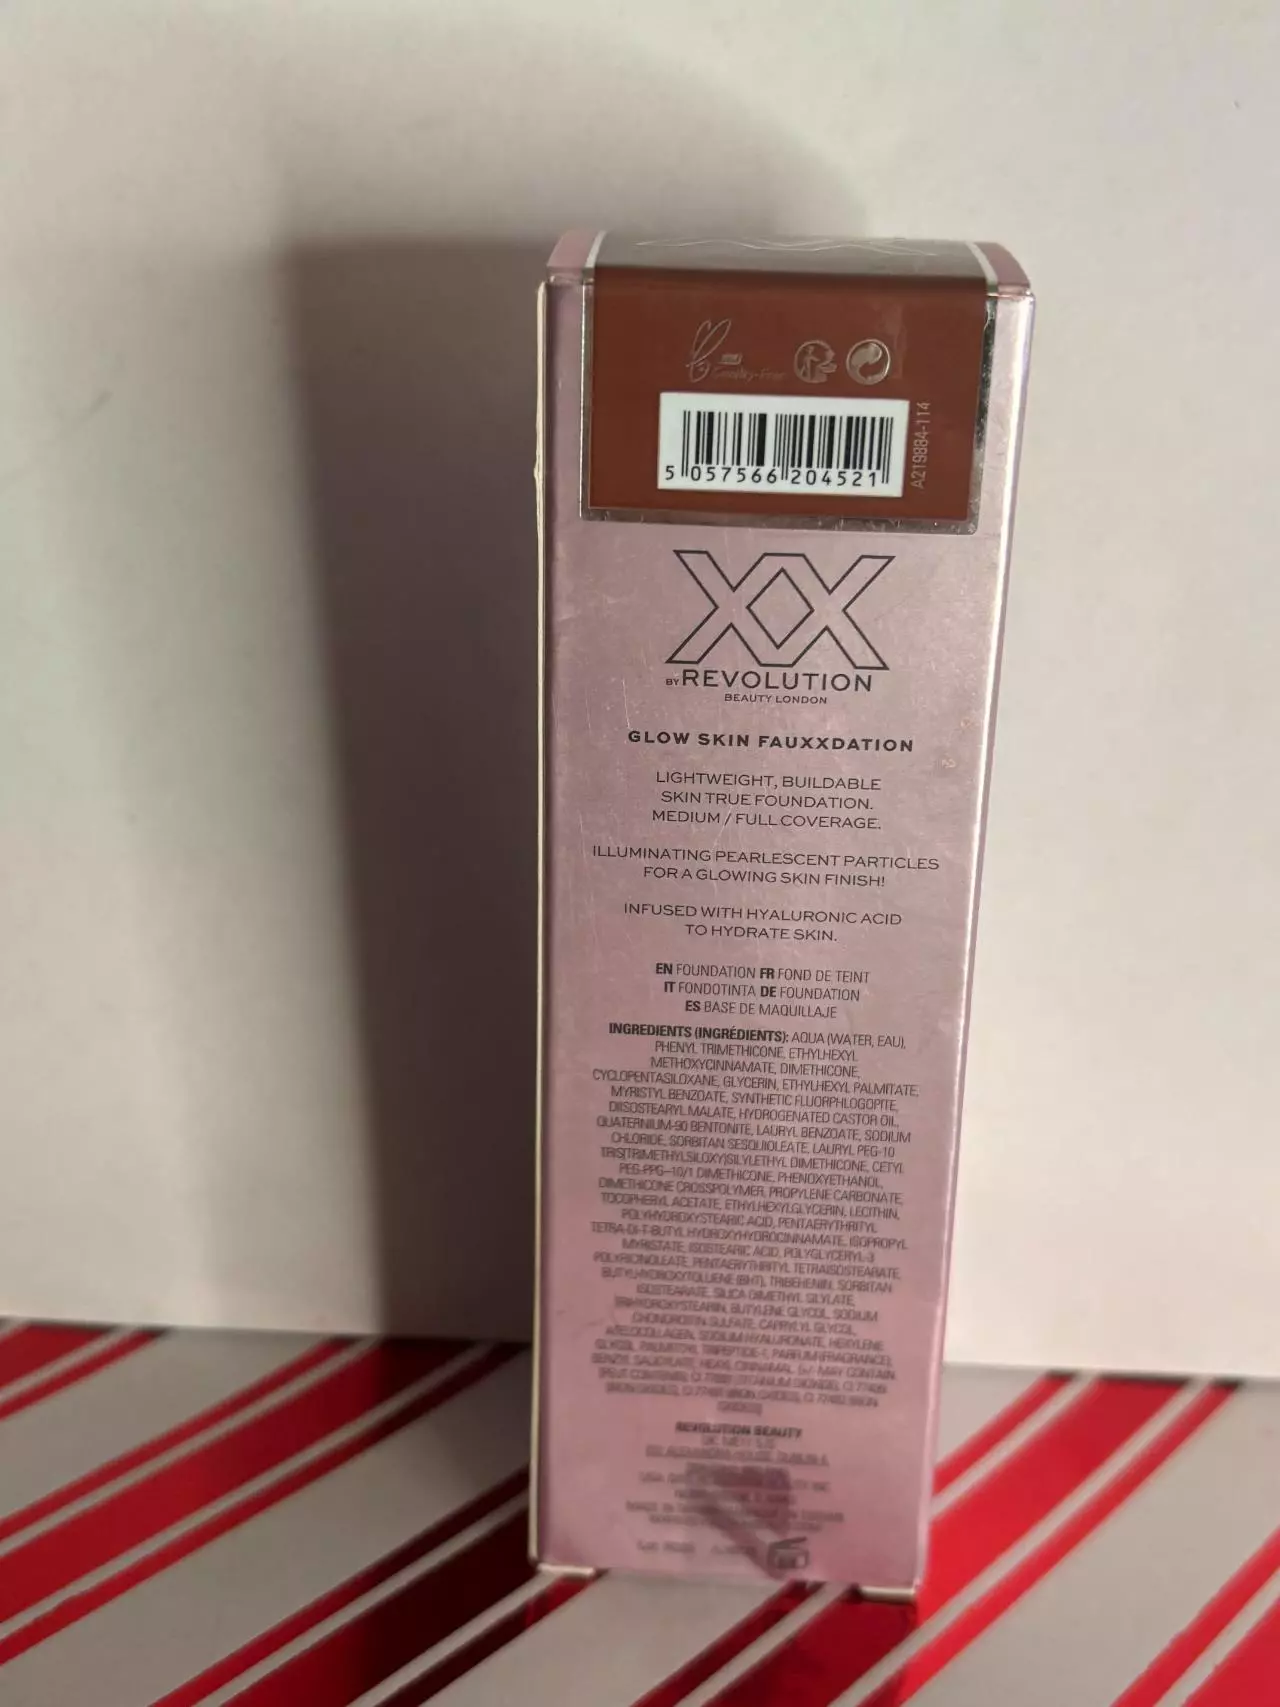 Cruelty-Free
5 057566 204521
A219884-114
XX
BY REVOLUTION
BEAUTY LONDON
GLOW SKIN FAUXXDATION
LIGHTWEIGHT, BUILDABLE
SKIN TRUE FOUNDATION.
MEDIUM / FULL COVERAGE.
ILLUMINATING PEARLESCENT PARTICLES
FOR A GLOWING SKIN FINISH!
INFUSED WITH HYALURONIC ACID
TO HYDRATE SKIN.
EN FOUNDATION FR FOND DE TEINT
IT FONDOTINTA DE FOUNDATION
ES BASE DE MAQUILLAJE
INGREDIENTS (INGRÉDIENTS): AQUA (WATER, EAU),
PHENYL TRIMETHICONE, ETHYLHEXYL
METHOXYCINNAMATE, DIMETHICONE,
CYCLOPENTASILOXANE, GLYCERIN, ETHYLHEXYL PALMITATE,
MYRISTYL BENZOATE, SYNTHETIC FLUORPHLOGOPITE,
DIISOSTEARYL MALATE, HYDROGENATED CASTOR OIL,
QUATERNIUM-90 BENTONITE, LAURYL BENZOATE, SODIUM
CHLORIDE, SORBITAN SESQUIOLEATE, LAURYL PEG-10
TRIS(TRIMETHYLSILOXY)SILYLETHYL DIMETHICONE, CETYL
PEG-PPG–10/1 DIMETHICONE, PHENOXYETHANOL,
DIMETHICONE CROSSPOLYMER, PROPYLENE CARBONATE,
TOCOPHERYL ACETATE, ETHYLHEXYLGLYCERIN, LECITHIN,
POLYHYDROXYSTEARIC ACID, PENTAERYTHRITYL
TETRA-DI-T-BUTYL HYDROXYHYDROCINNAMATE, ISOPROPYL
MYRISTATE, ISOSTEARIC ACID, POLYGLYCERYL-3
POLYRICINOLEATE, PENTAERYTHRITYL TETRAISOSTEARATE,
BUTYLHYDROXYTOLUENE (BHT), TRIBEHENIN, SORBITAN
ISOSTEARATE, SILICA DIMETHYL SILYLATE,
TRIHYDROXYSTEARIN, BUTYLENE GLYCOL, SODIUM
CHONDROITIN SULFATE, CAPRYLYL GLYCOL,
ATELOCOLLAGEN, SODIUM HYALURONATE, HEXYLENE
GLYCOL, PALMITOYL TRIPEPTIDE-1, PARFUM (FRAGRANCE),
BENZYL SALICYLATE, HEXYL CINNAMAL. +/- MAY CONTAIN
REVOLUTION BEAUTY